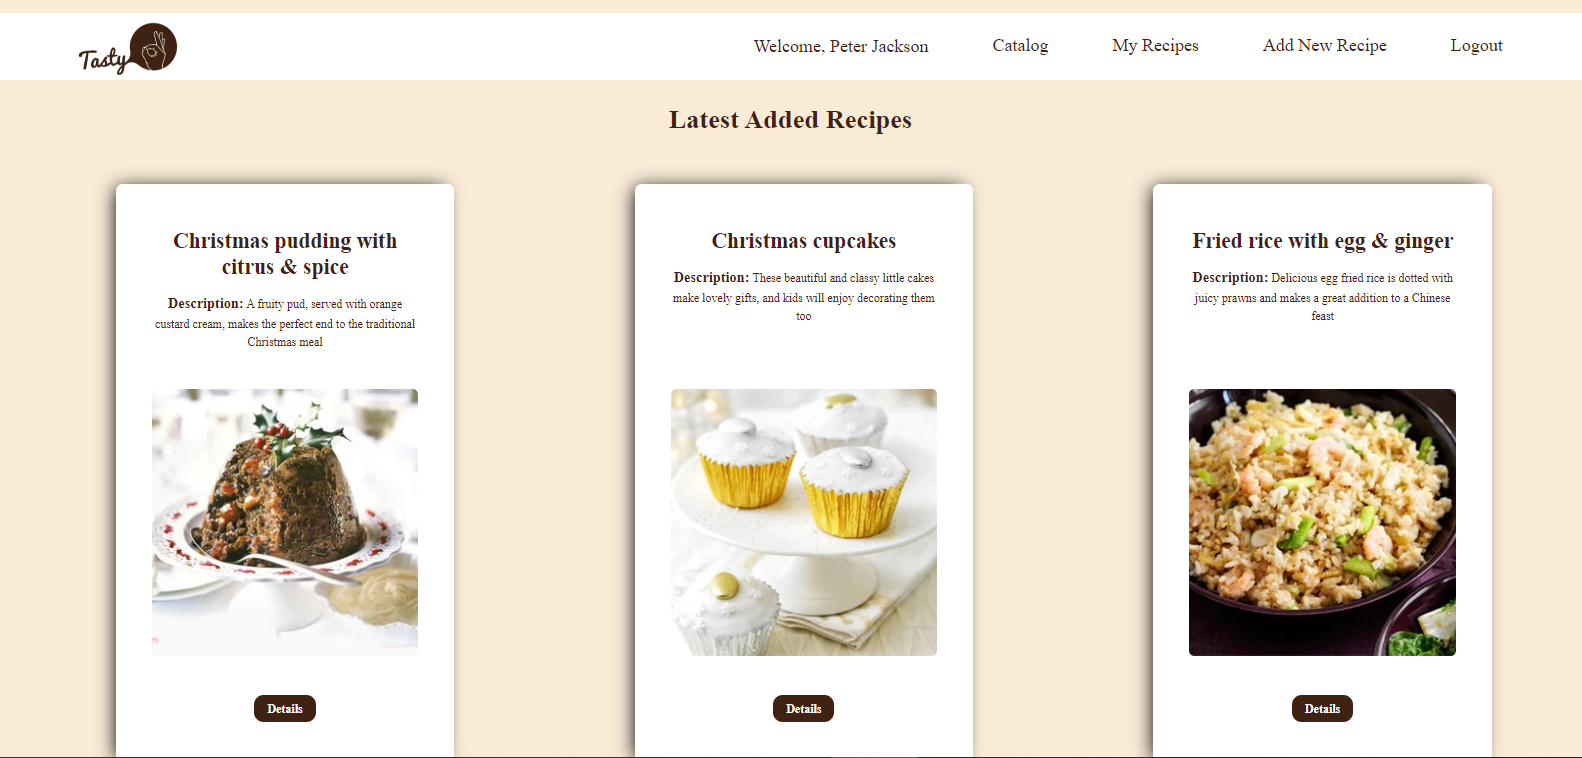 Tasty
Welcome, Peter Jackson
Catalog
My Recipes
Add New Recipe
Logout
Latest Added Recipes
Christmas pudding with
citrus & spice
Description: A fruity pud, served with orange
custard cream, makes the perfect end to the traditional
Christmas meal
Details
Christmas cupcakes
Description: These beautiful and classy little cakes
make lovely gifts, and kids will enjoy decorating them
too
Details
Fried rice with egg & ginger
Description: Delicious egg fried rice is dotted with
juicy prawns and makes a great addition to a Chinese
feast
Details